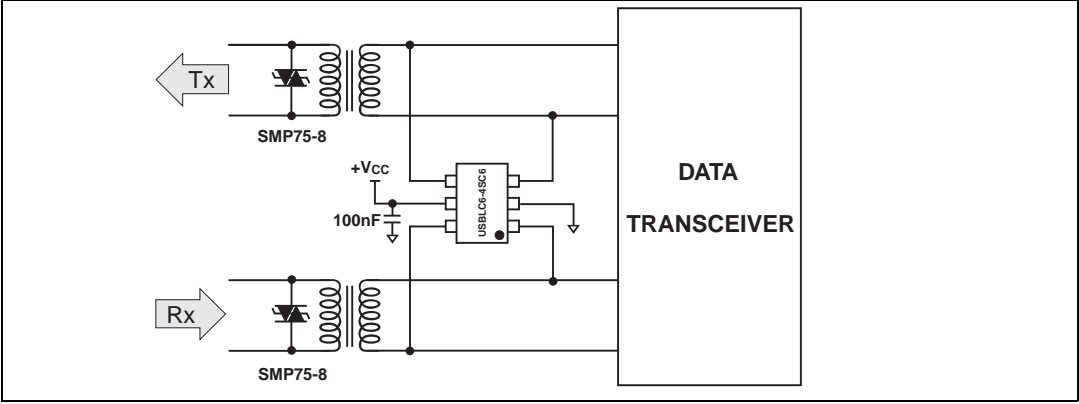 Tx
SMP75-8
+VCC
100nF
USBLC6-4SC6
DATA
TRANSCEIVER
Rx
SMP75-8